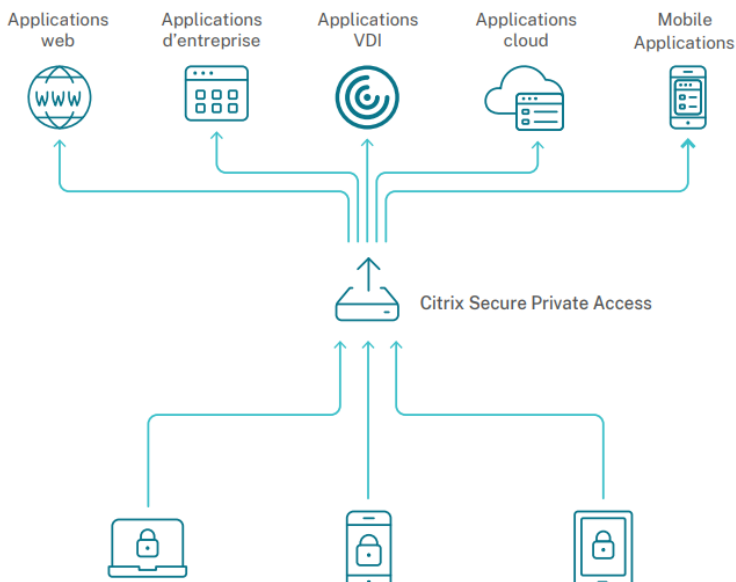 Applications
web
Applications
d'entreprise
Applications
VDI
Applications
cloud
Mobile
Applications
WWW
Citrix Secure Private Access